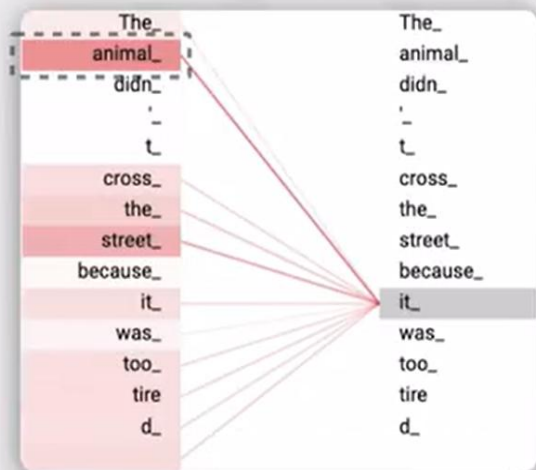 The_ The_
animal_ animal_
didn_ didn_
'_ '_
t_ t_
cross_ cross_
the_ the_
street_ street_
because_ because_
it_ it_
was_ was_
too_ too_
tire tire
d_ d_